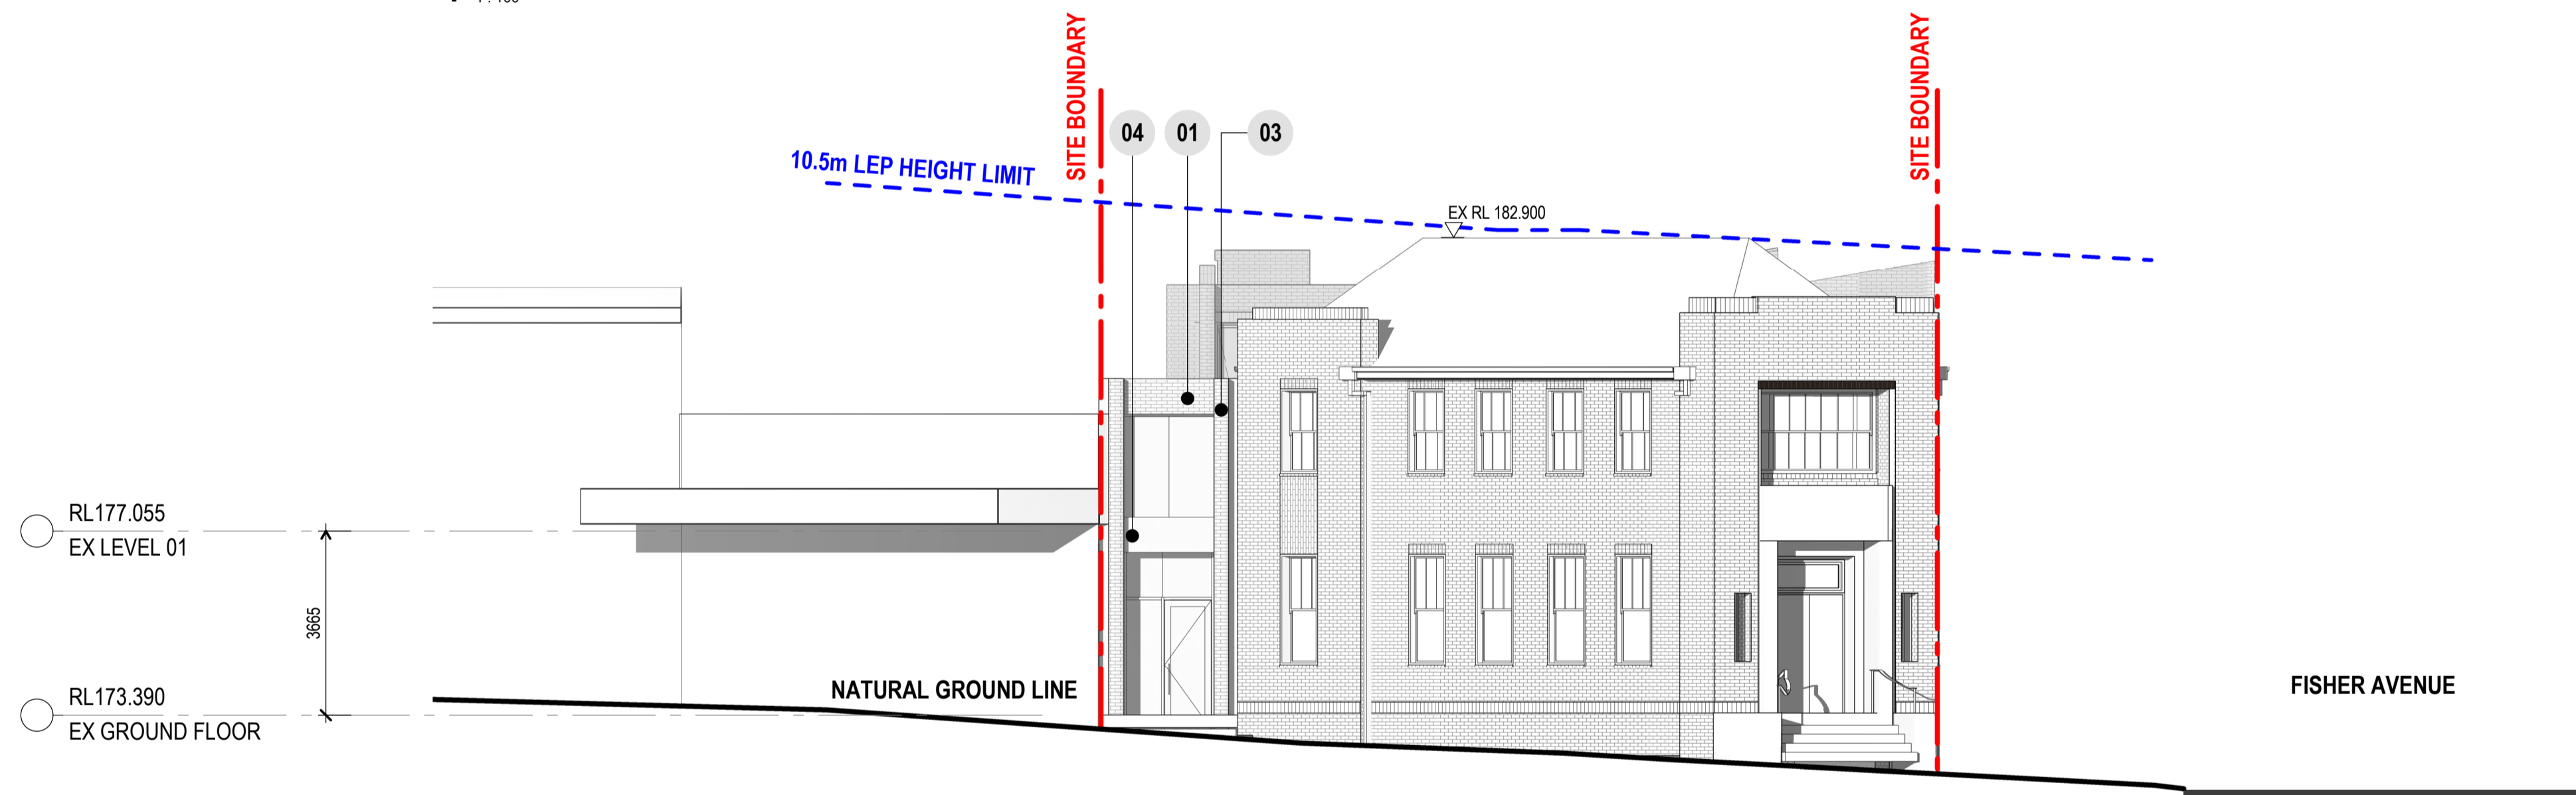 SITE BOUNDARY
SITE BOUNDARY
04
01
03
10.5m LEP HEIGHT LIMIT
EX RL 182.900
RL177.055
EX LEVEL 01
3665
RL173.390
EX GROUND FLOOR
NATURAL GROUND LINE
FISHER AVENUE